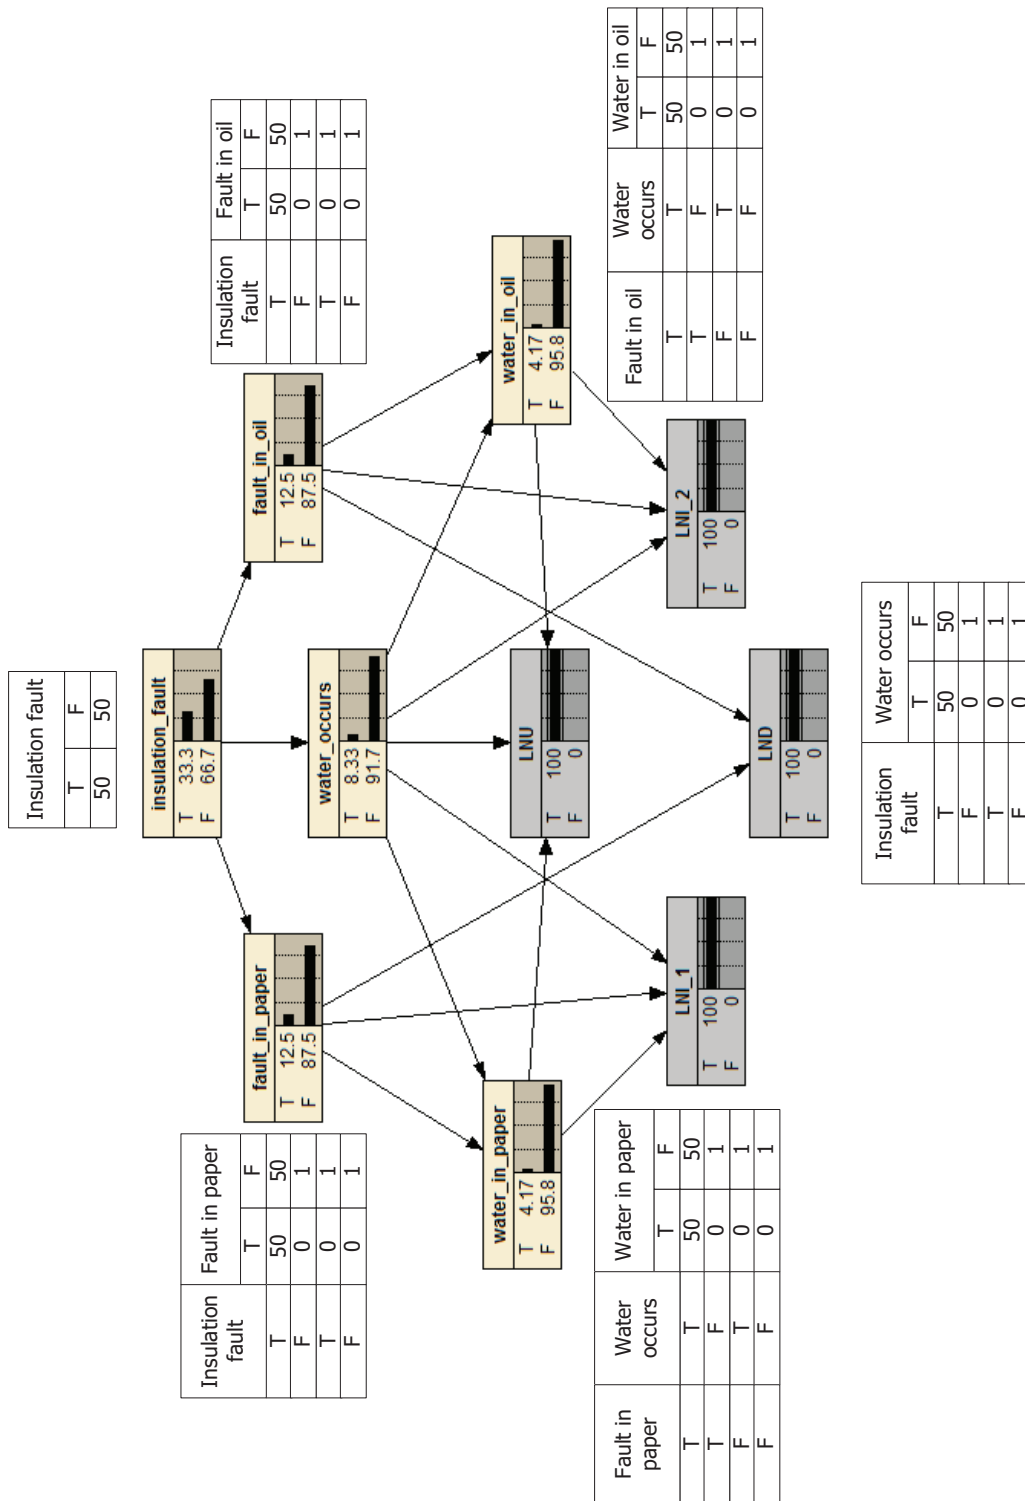 Insulation fault
T F
50 50
insulation_fault
T 33.3
F 66.7
Insulation fault
Fault in paper
T F
T 50 50
F 0 1
T 0 1
F 0 1
fault_in_paper
T 12.5
F 87.5
fault_in_oil
T 12.5
F 87.5
Insulation fault
Fault in oil
T F
T 50 50
F 0 1
T 0 1
F 0 1
water_occurs
T 8.33
F 91.7
water_in_paper
T 4.17
F 95.8
LNU
T 100
F 0
water_in_oil
T 4.17
F 95.8
Fault in paper
Water occurs
Water in paper
T F
T T 50 50
T F 0 1
F T 0 1
F F 0 1
LNI_1
T 100
F 0
LNI_2
T 100
F 0
Fault in oil
Water occurs
Water in oil
T F
T T 50 50
T F 0 1
F T 0 1
F F 0 1
LND
T 100
F 0
Insulation fault
Water occurs
T F
T 50 50
F 0 1
T 0 1
F 0 1